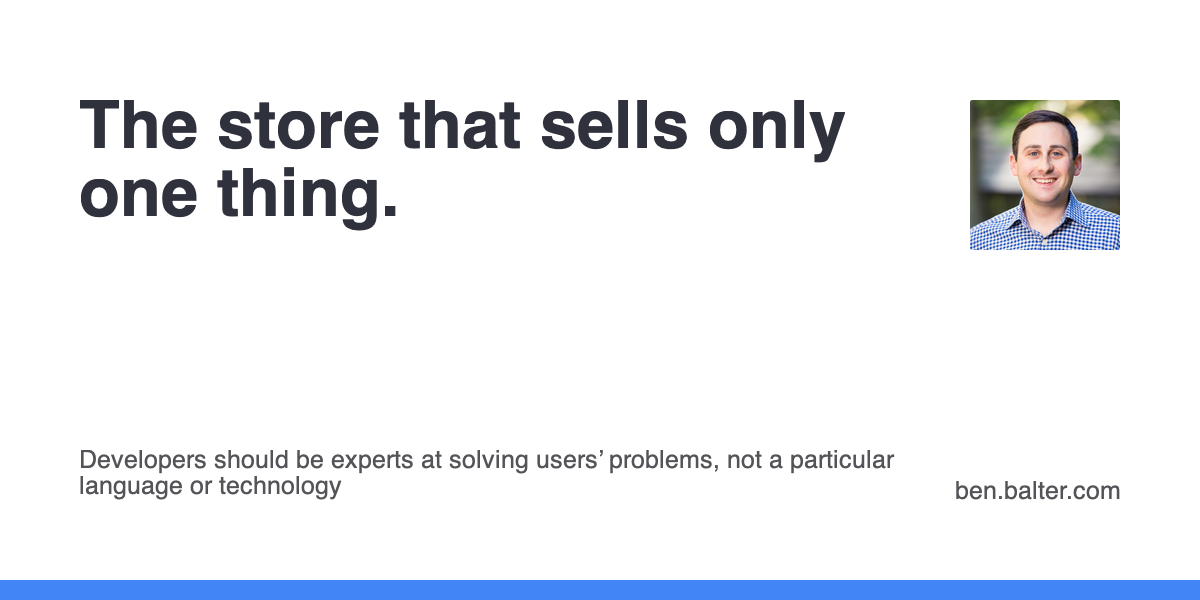 The store that sells only
one thing.
Developers should be experts at solving users’ problems, not a particular
language or technology
ben.balter.com